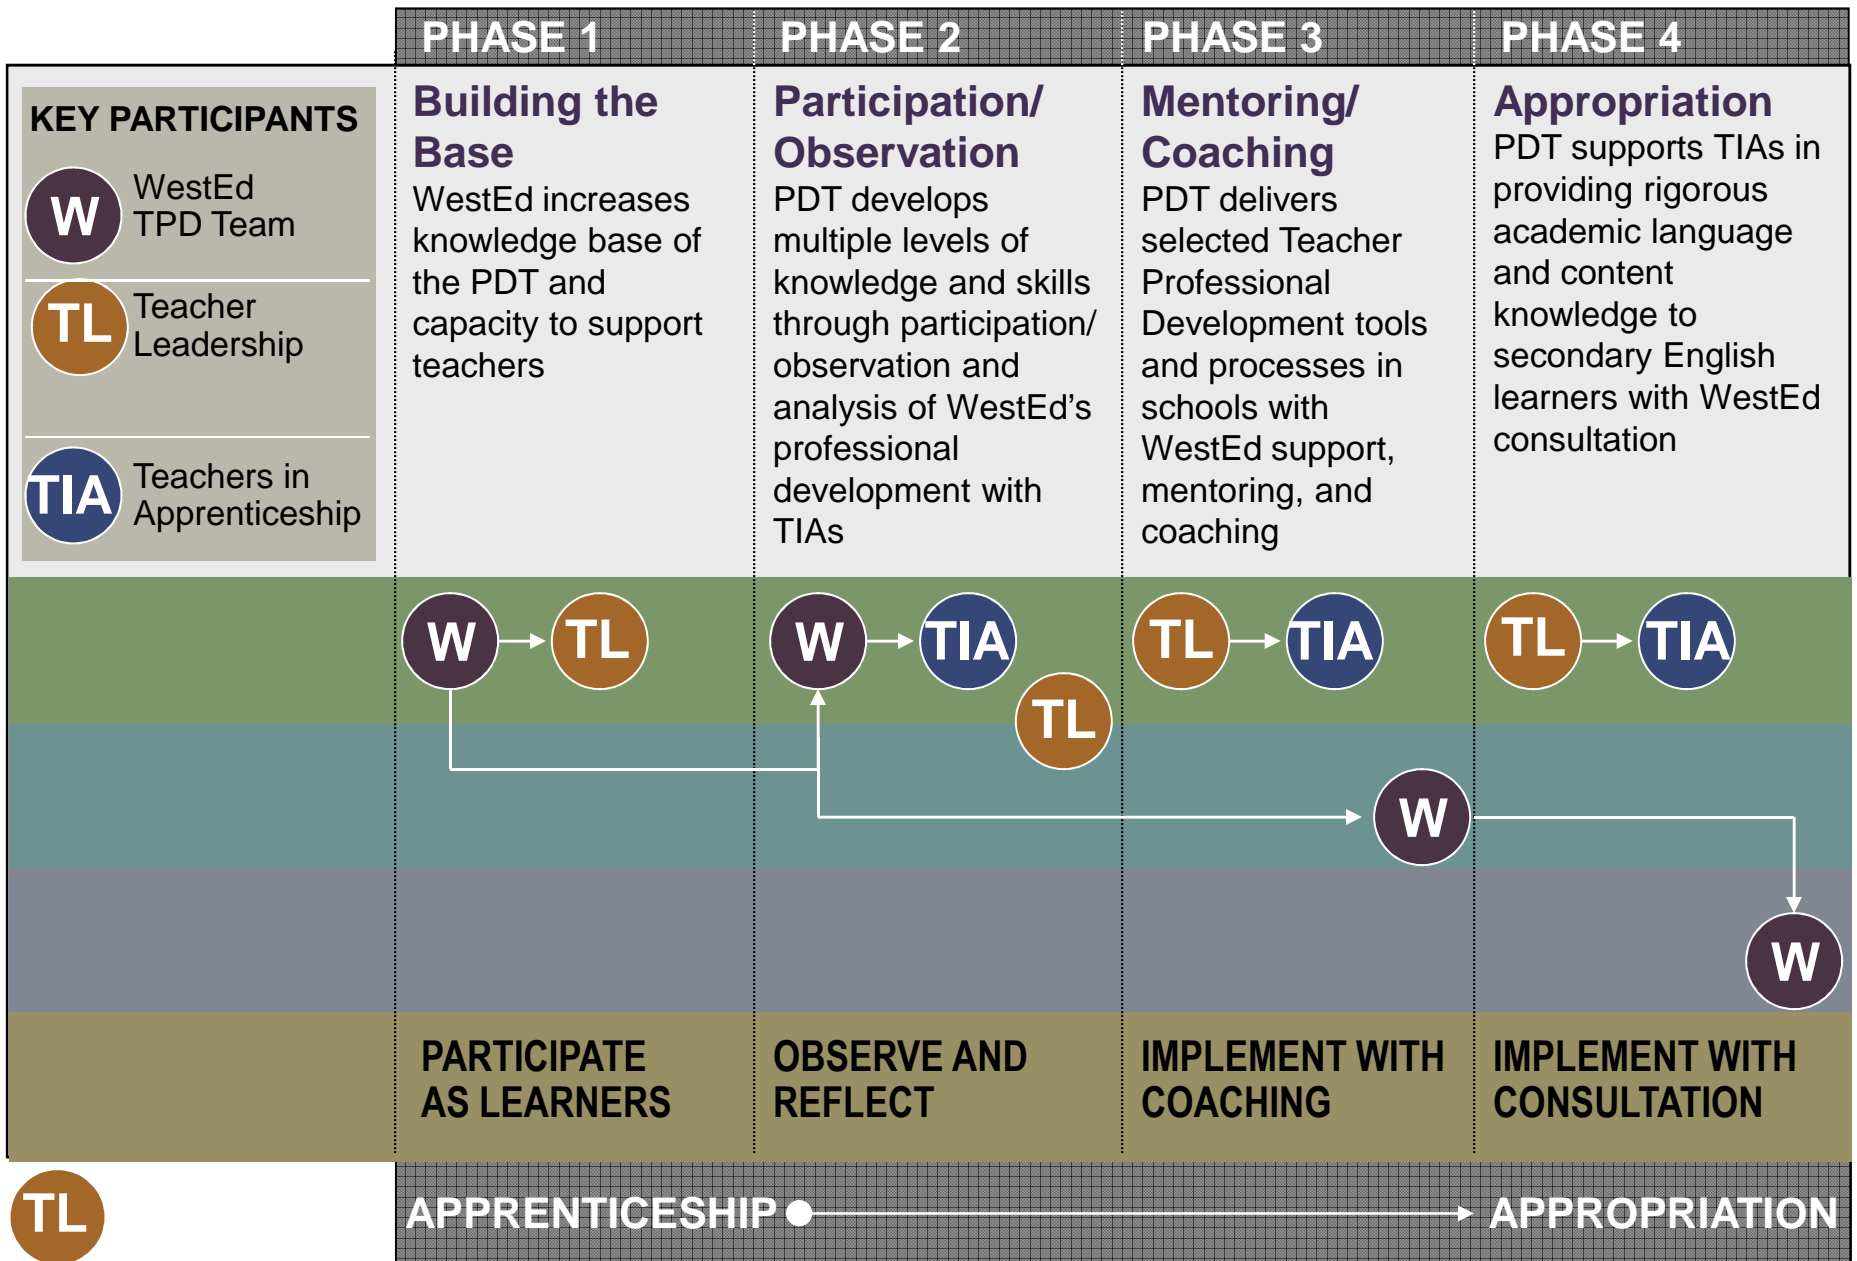 PHASE 1
PHASE 2
PHASE 3
PHASE 4
KEY PARTICIPANTS
W
WestEd
TPD Team
TL
Teacher
Leadership
TIA
Teachers in
Apprenticeship
Building the
Base
WestEd increases
knowledge base of
the PDT and
capacity to support
teachers
Participation/
Observation
PDT develops
multiple levels of
knowledge and skills
through participation/
observation and
analysis of WestEd’s
professional
development with
TIAs
Mentoring/
Coaching
PDT delivers
selected Teacher
Professional
Development tools
and processes in
schools with
WestEd support,
mentoring, and
coaching
Appropriation
PDT supports TIAs in
providing rigorous
academic language
and content
knowledge to
secondary English
learners with WestEd
consultation
W
TL
W
TIA
TL
TL
TIA
TL
TIA
W
W
PARTICIPATE
AS LEARNERS
OBSERVE AND
REFLECT
IMPLEMENT WITH
COACHING
IMPLEMENT WITH
CONSULTATION
TL
APPRENTICESHIP
APPROPRIATION